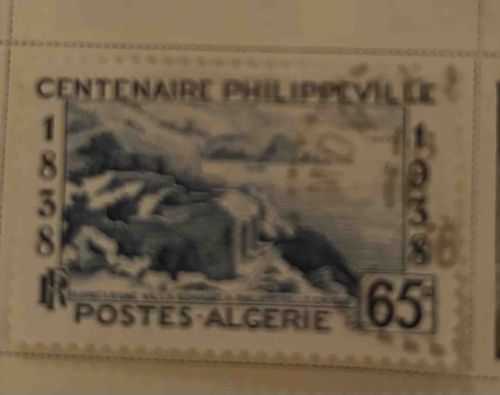 CENTENAIRE PHILIPPEVILLE
1838
1938
RF
65c
POSTES-ALGERIE